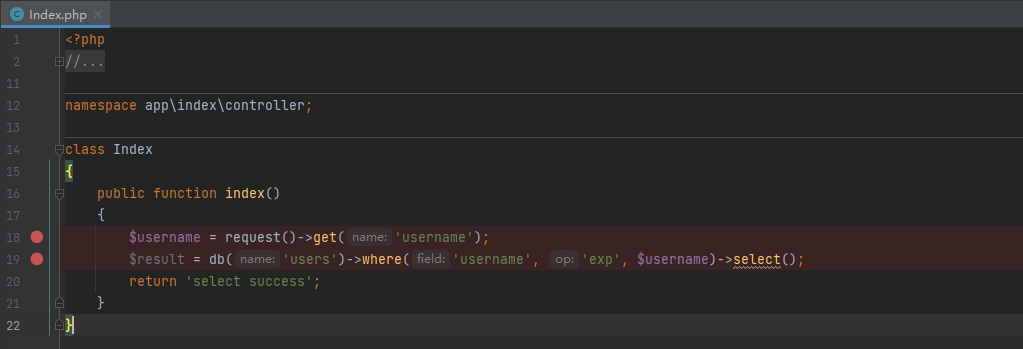 Index.php
1 <?php
2 //...
11
12 namespace app\index\controller;
13
14 class Index
15 {
16 public function index()
17 {
18 $username = request()->get( name: 'username');
19 $result = db( name: 'users')->where( field: 'username', op: 'exp', $username)->select();
20 return 'select success';
21 }
22 }